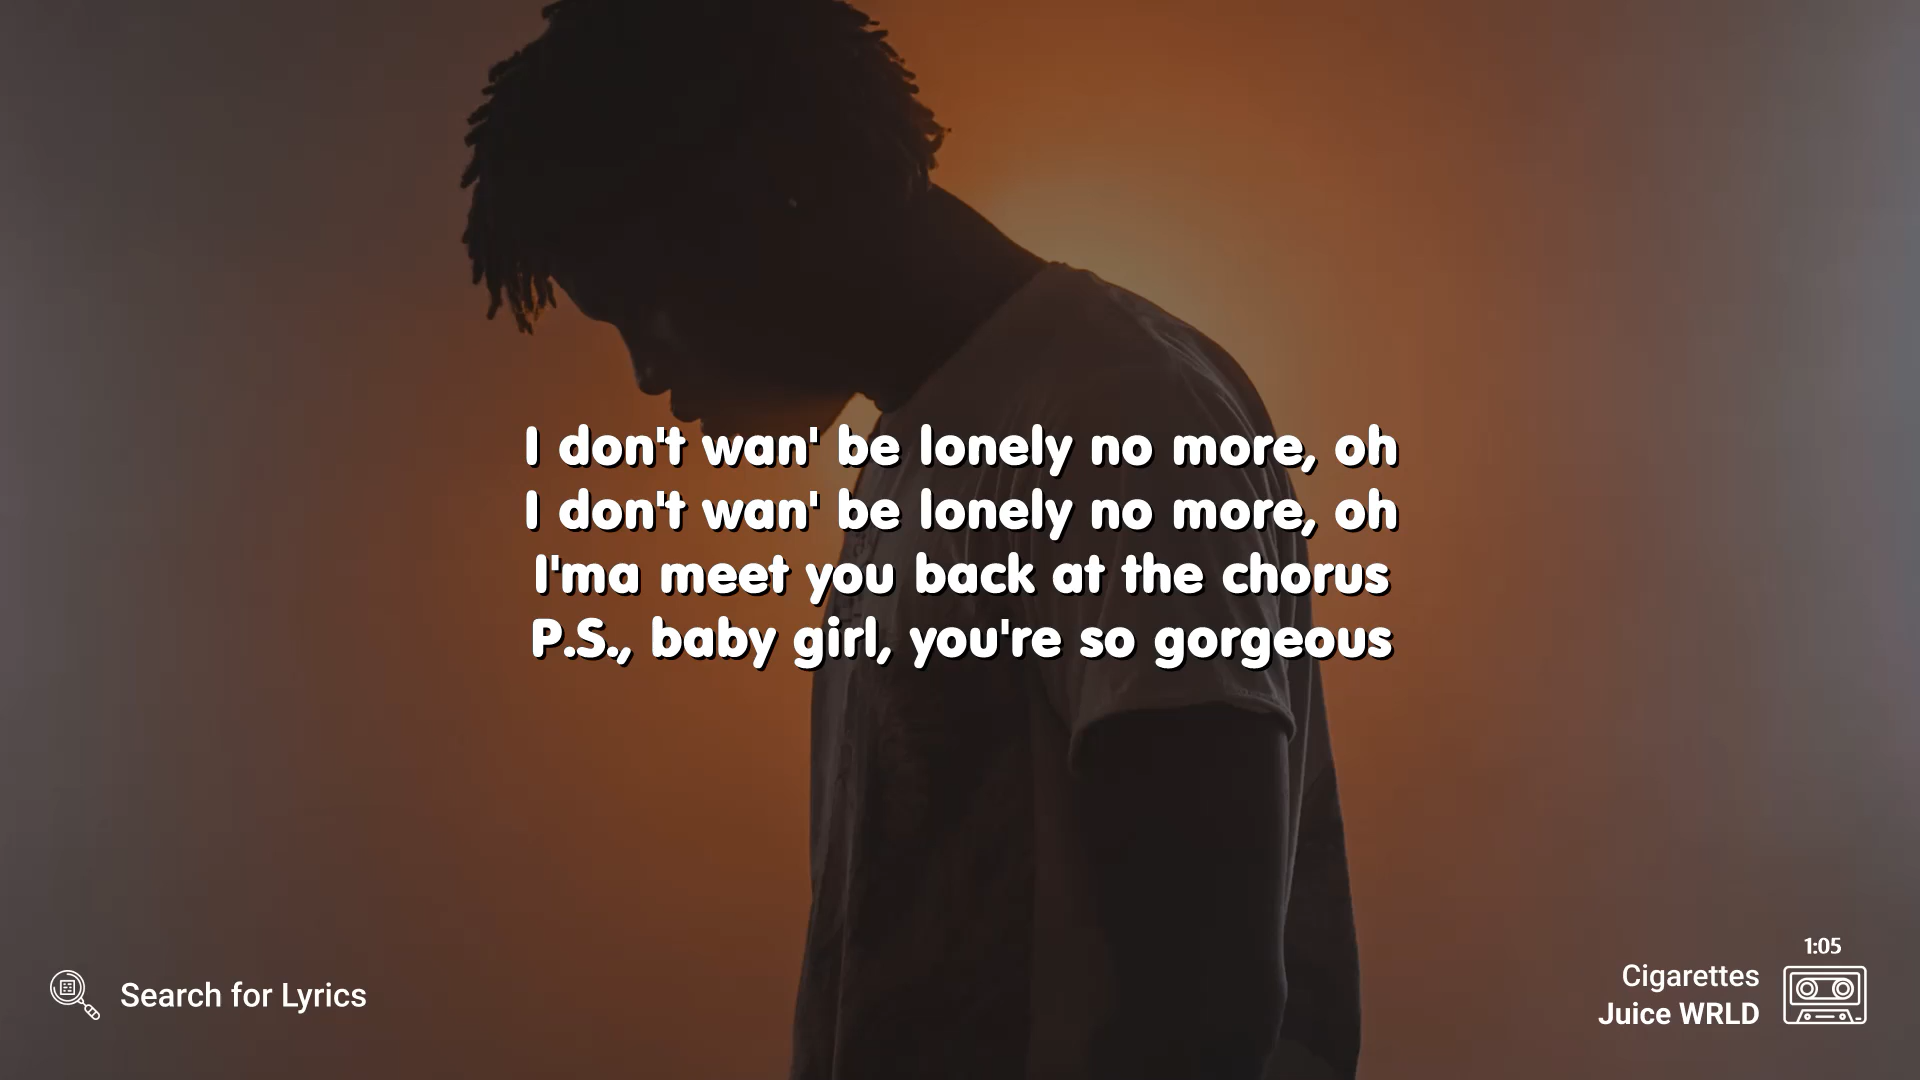 I don't wan' be lonely no more, oh
I don't wan' be lonely no more, oh
I'ma meet you back at the chorus
P.S., baby girl, you're so gorgeous
Search for Lyrics
1:05
Cigarettes
Juice WRLD